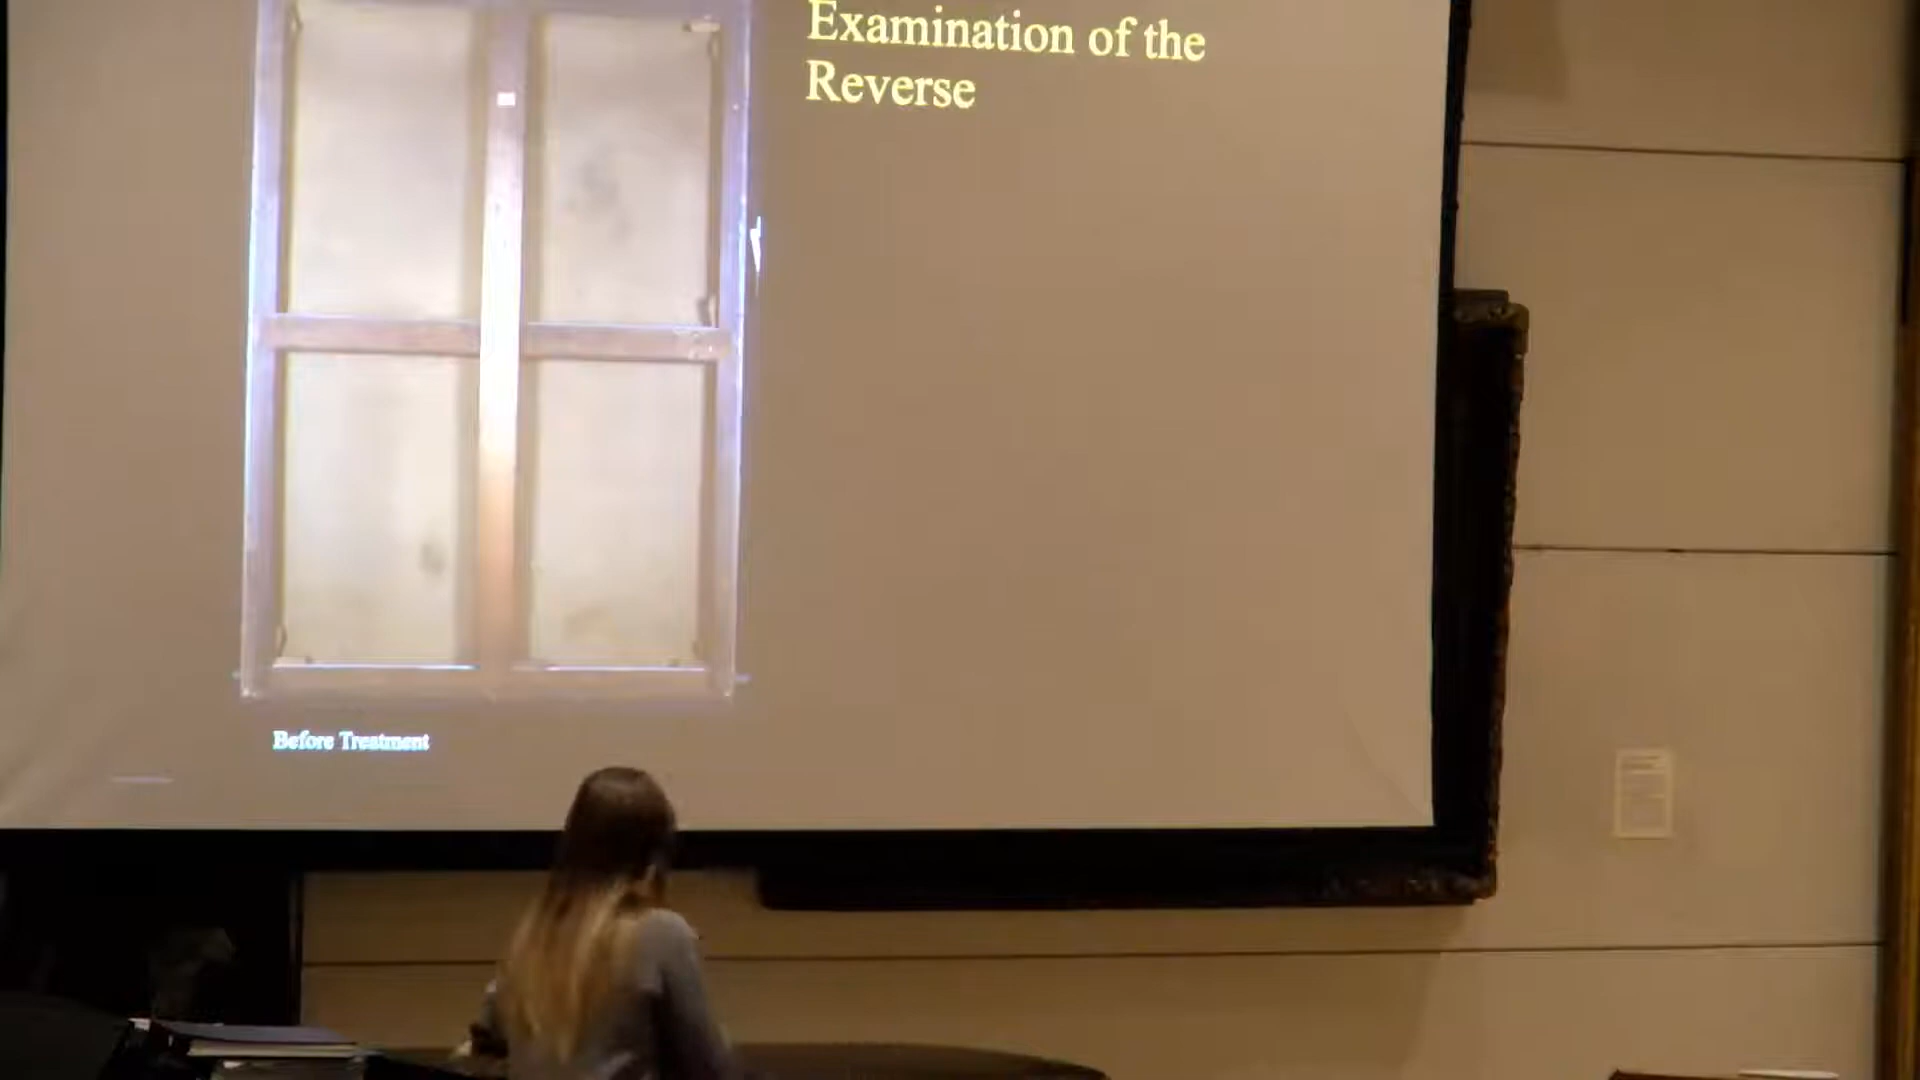 Examination of the
Reverse
Before Treatment